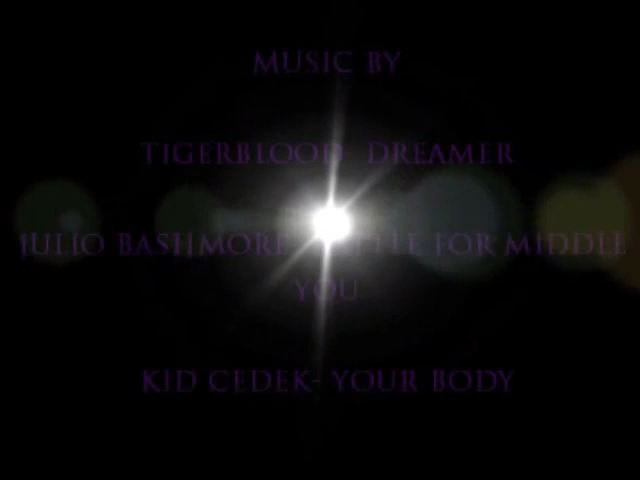 MUSIC BY
TIGERBLOOD DREAMER
JULIO BASHMORE FOR MIDDLE
YOU
KID CEDEK- YOUR BODY